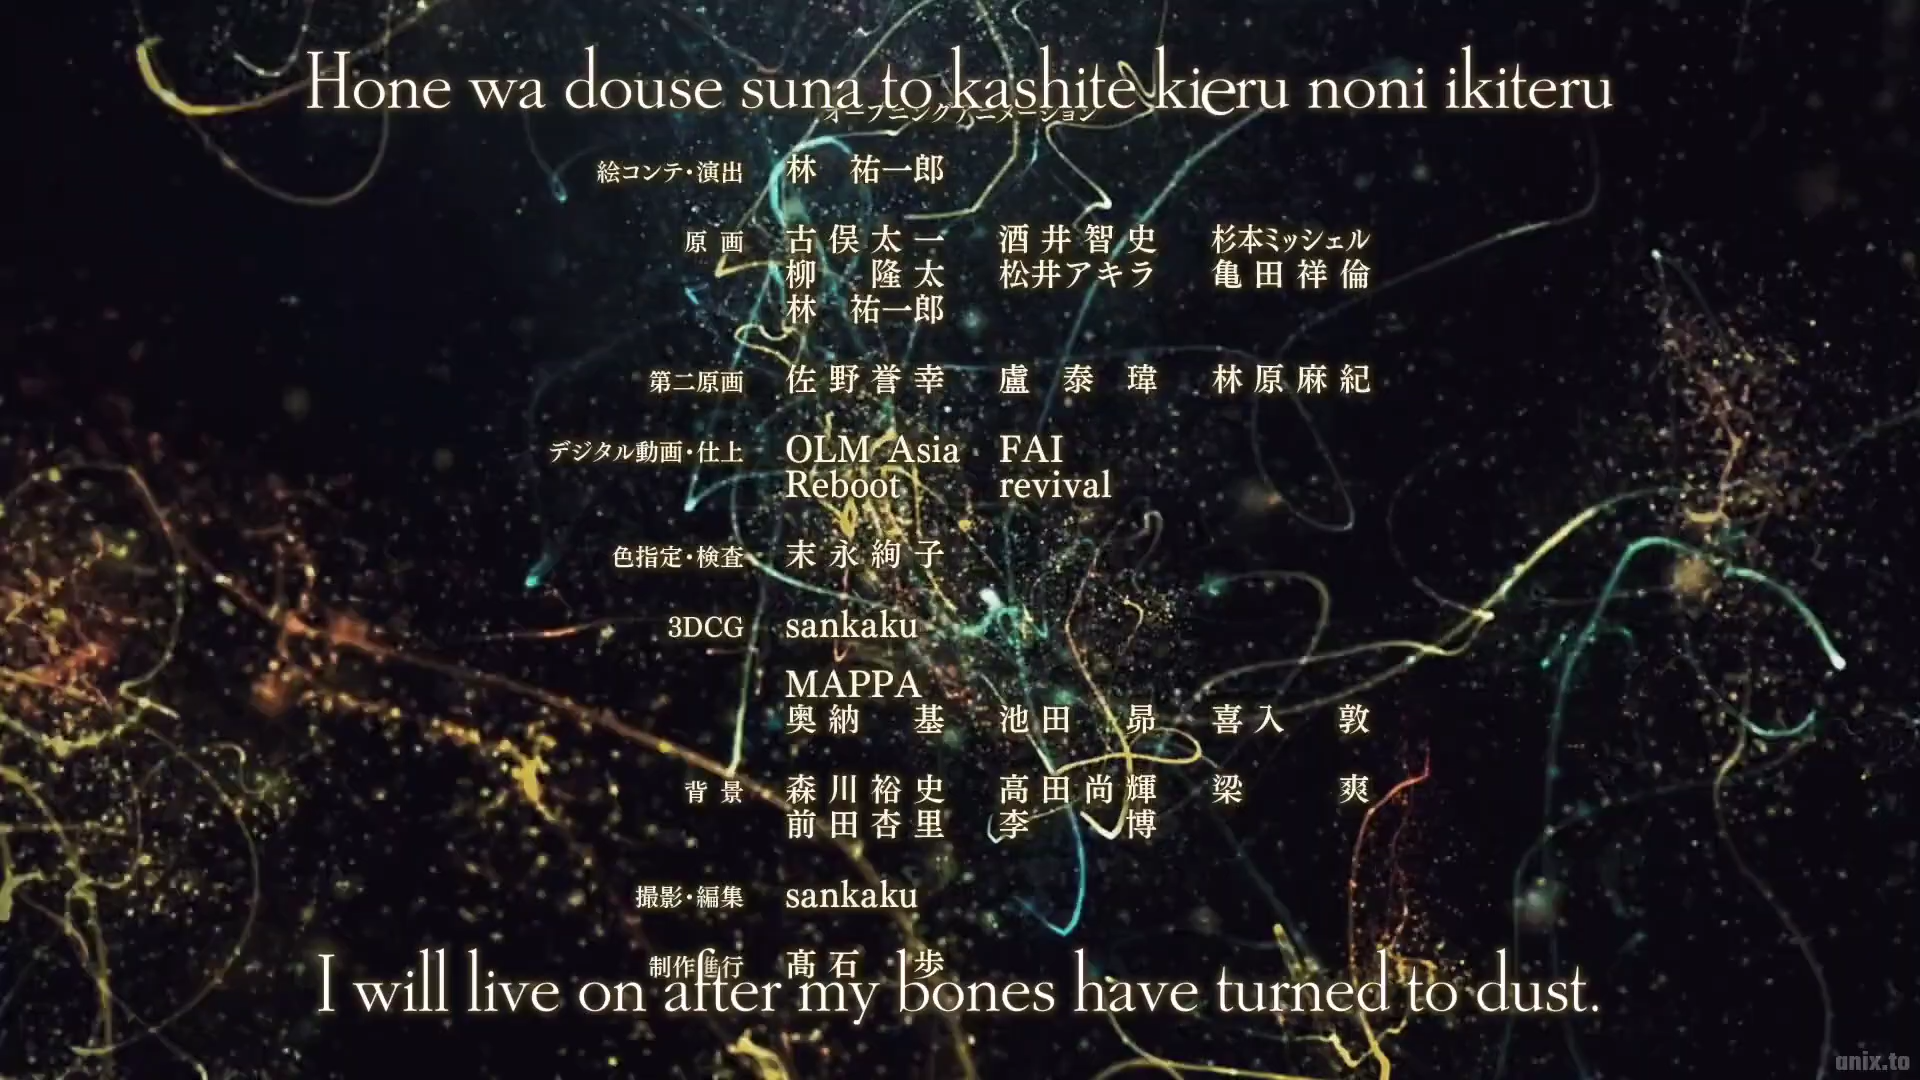 Hone wa douse suna to kashite kieru noni ikiteru
オープニングアニメーション
絵コンテ・演出 林 祐一郎
原画 古俣太一 酒井智史 杉本ミッシェル
柳 隆太 松井アキラ 亀田祥倫
林 祐一郎
第二原画 佐野誉幸 盧泰瑋 林原麻紀
デジタル動画・仕上 OLM Asia FAI
Reboot revival
色指定・検査 末永絢子
3DCG sankaku
MAPPA
奥納 基 池田 昴 喜入 敦
背景 森川裕史 高田尚輝 梁 爽
前田杏里 李 博
撮影・編集 sankaku
制作進行 髙石 歩
I will live on after my bones have turned to dust.
anix.to